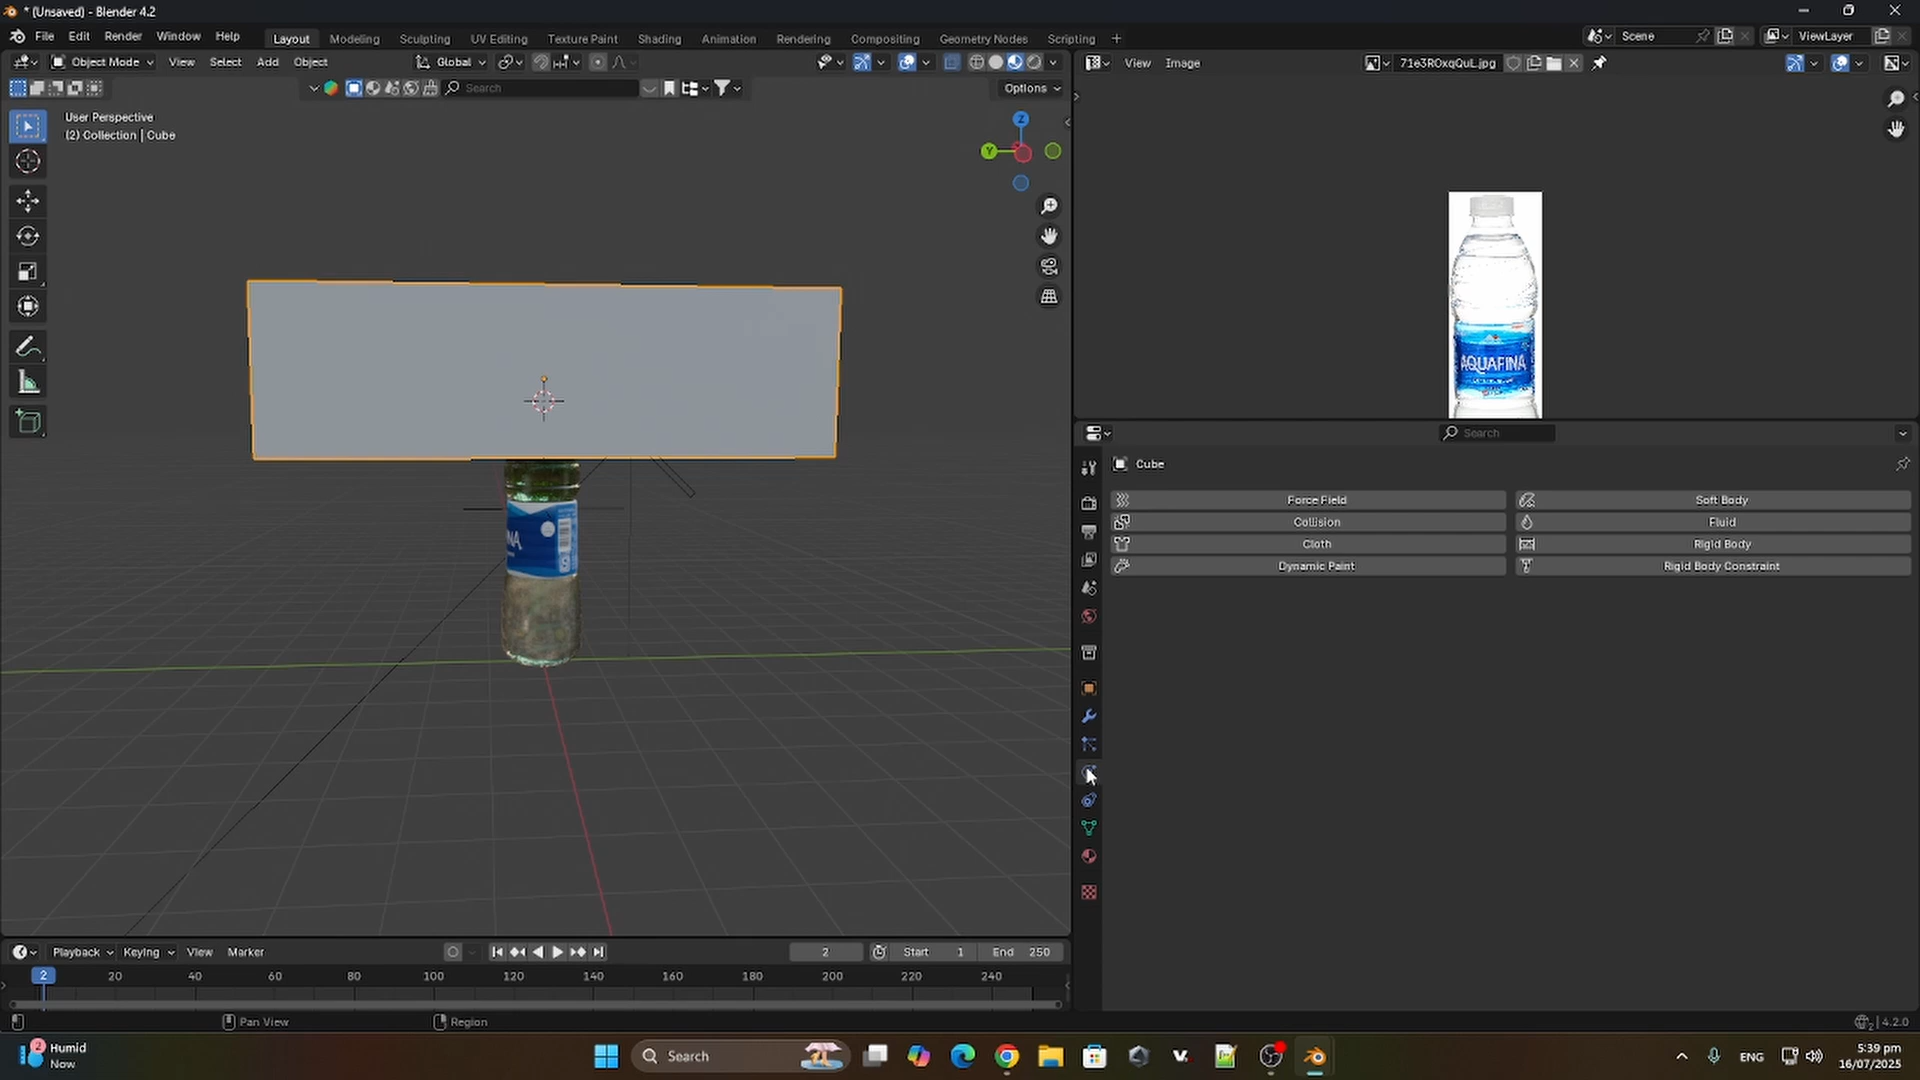 * (Unsaved) - Blender 4.2
File Edit Render Window Help
Layout Modeling Sculpting UV Editing Texture Paint Shading Animation Rendering Compositing Geometry Nodes Scripting +
Scene
ViewLayer
Object Mode View Select Add Object
Global
View Image
71e3ROxqQuL.jpg
Search
Options
User Perspective
(2) Collection | Cube
Z
Y
AQUAFINA
NA
Search
Cube
Force Field
Soft Body
Collision
Fluid
Cloth
Rigid Body
Dynamic Paint
Rigid Body Constraint
Playback Keying View Marker
2
Start 1
End 250
2 20 40 60 80 100 120 140 160 180 200 220 240
Pan View
Region
4.2.0
2
Humid
Now
Search
ENG
5:39 pm
16/07/2025